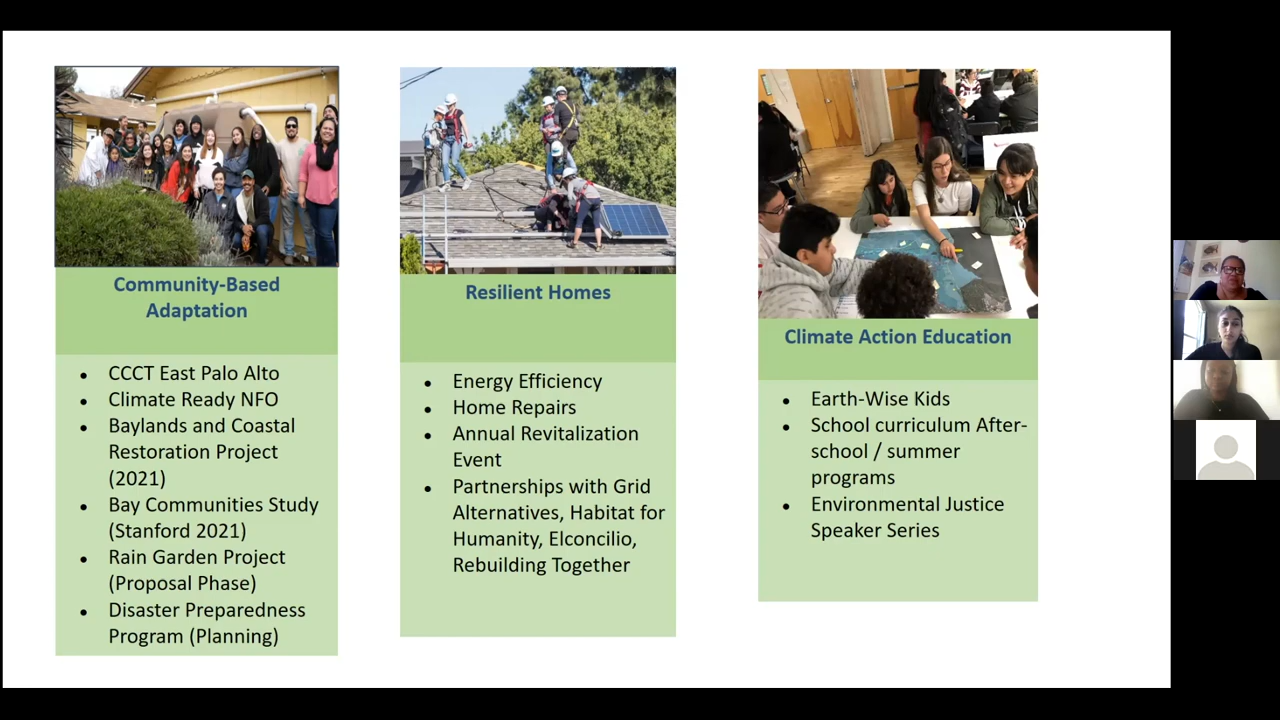 Community-Based
Adaptation
• CCCT East Palo Alto
• Climate Ready NFO
• Baylands and Coastal
Restoration Project
(2021)
• Bay Communities Study
(Stanford 2021)
• Rain Garden Project
(Proposal Phase)
• Disaster Preparedness
Program (Planning)
Resilient Homes
• Energy Efficiency
• Home Repairs
• Annual Revitalization
Event
• Partnerships with Grid
Alternatives, Habitat for
Humanity, Elconcilio,
Rebuilding Together
Climate Action Education
• Earth-Wise Kids
• School curriculum After-
school / summer
programs
• Environmental Justice
Speaker Series